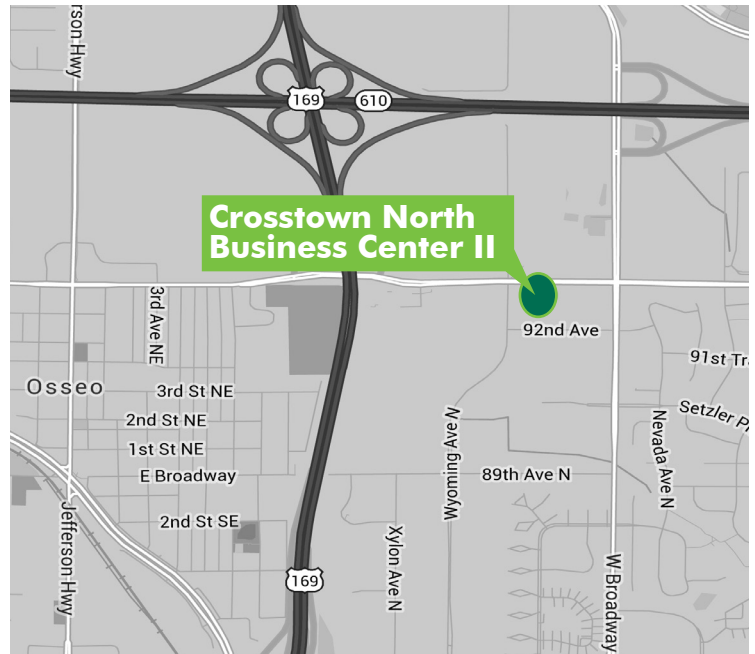 rson Hwy
169
610
Crosstown North
Business Center II
3rd Ave NE
92nd Ave
91st Tra
Osseo
3rd St NE
2nd St NE
1st St NE
E Broadway
2nd St SE
Setzler P
Nevada Ave N
Wyoming Ave N
89th Ave N
Jefferson Hwy
Xylon Ave N
W Broadway
169